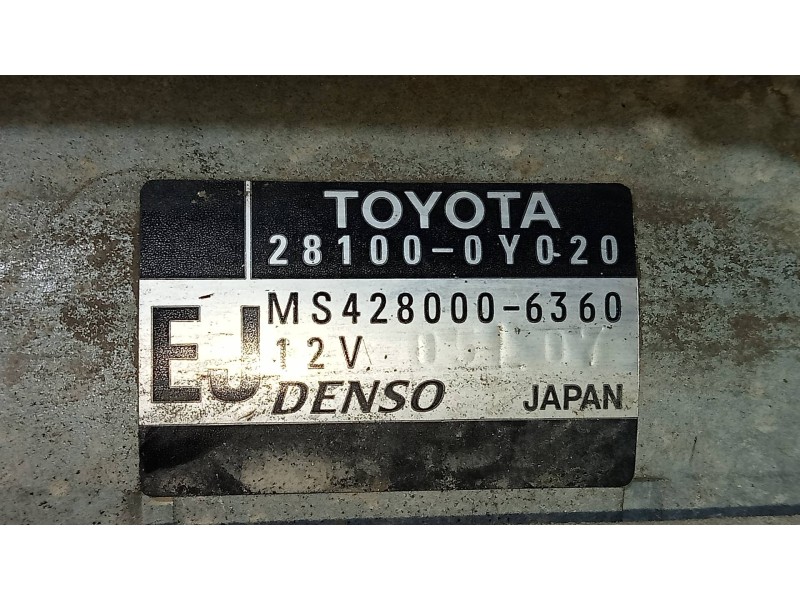 TOYOTA
28100-0Y020
EJ
MS428000-6360
12V
DENSO JAPAN